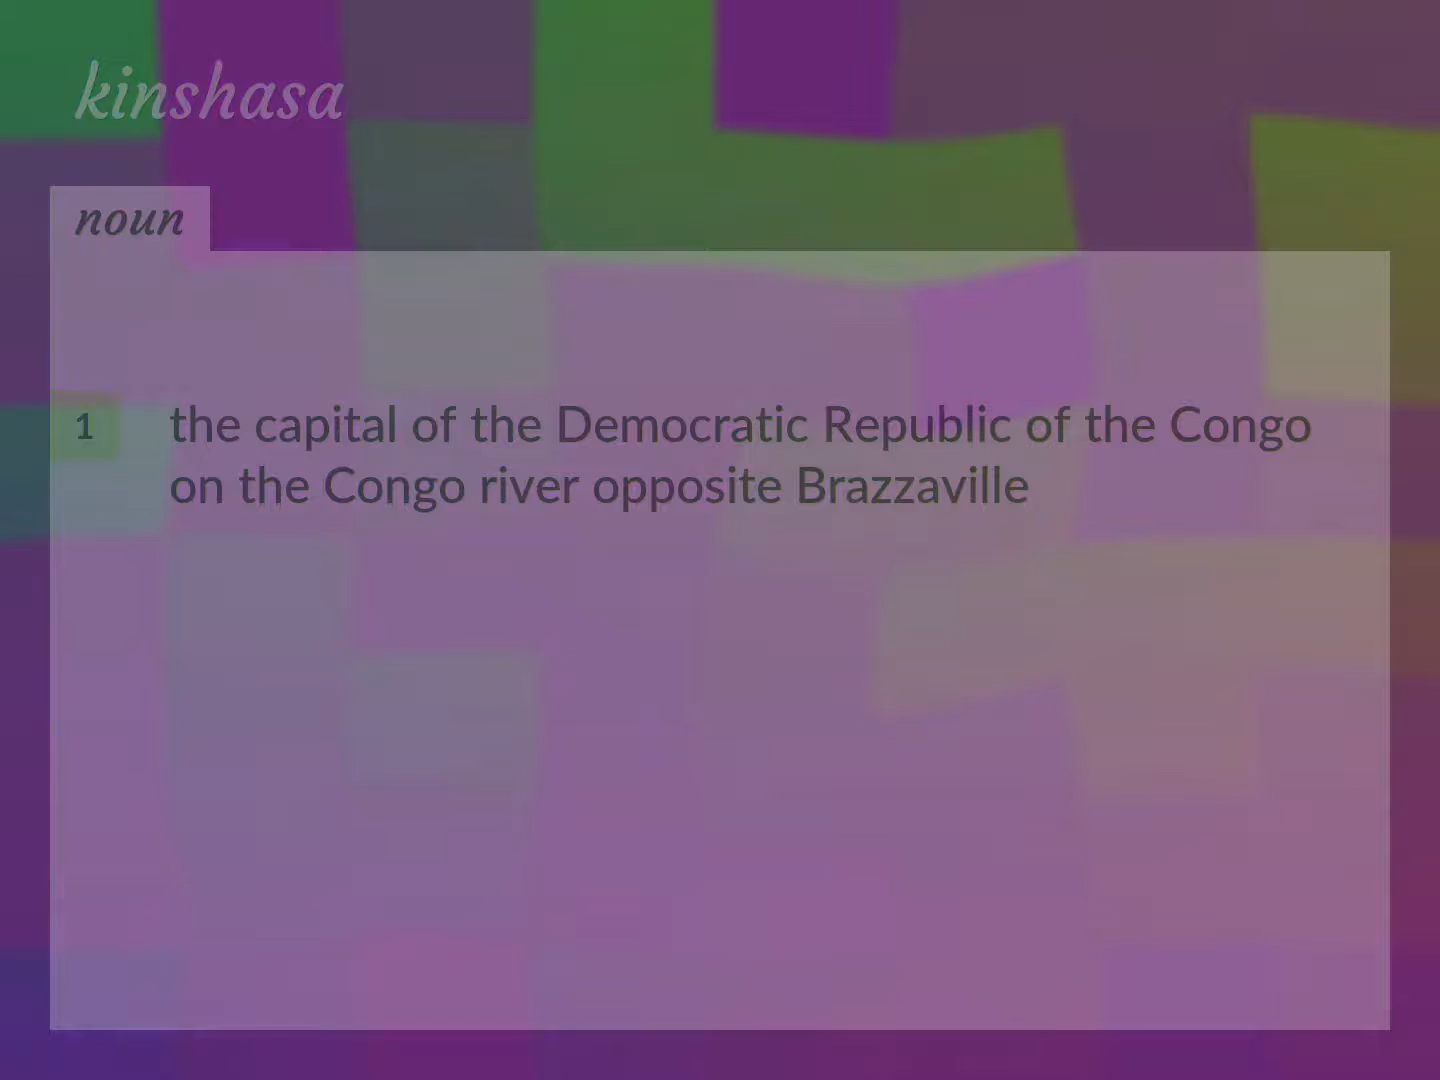 kinshasa
noun
1 the capital of the Democratic Republic of the Congo
on the Congo river opposite Brazzaville